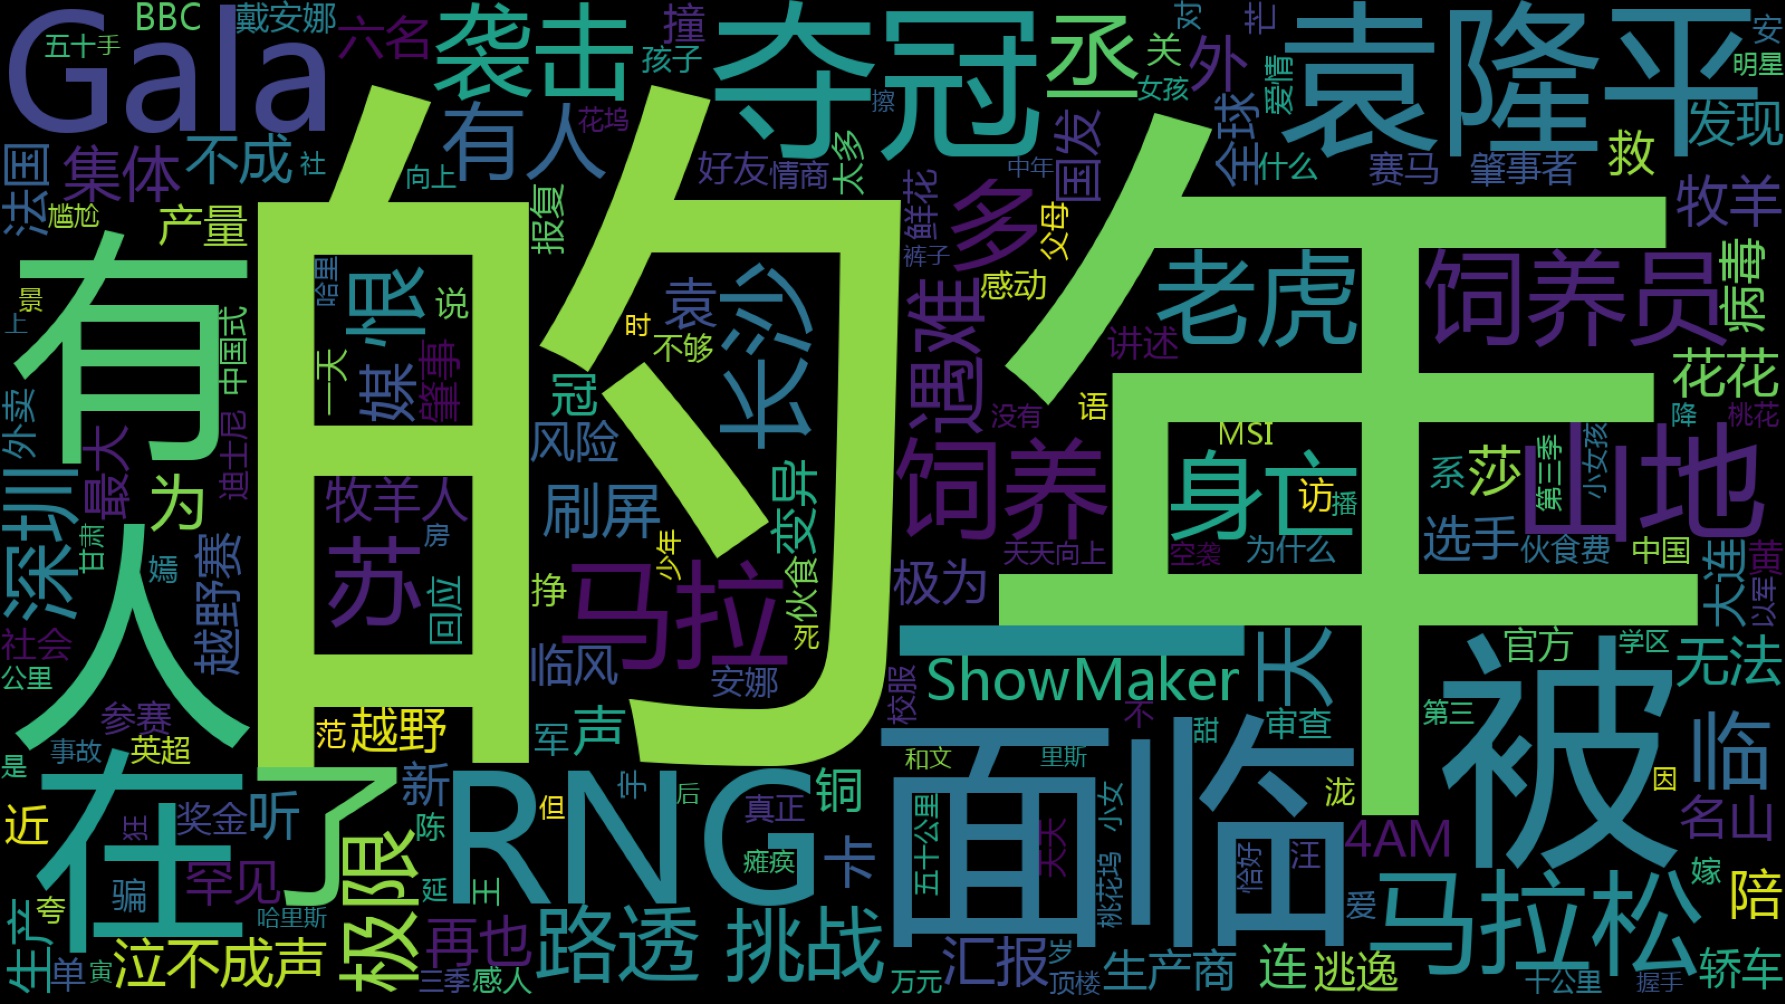 Gala
BBC
戴安娜
五十手
六名
袭击
撞
孩子
夺冠
擦
丞
关
对
芒
外
女孩
爱情
袁隆平
安
明星
发现
法国
集体
不成
社
有人
花坞
向上
好友
情商
太多
中年
国发
全球
什么
赛马
肇事者
救
牧羊
尴尬
产量
报复
鲜花
裤子
多
父母
感动
有
景
上
中国式
哈里
恨
说
一天
媒
肇事
的
袁
时
不够
长沙
遇难
年
老虎
讲述
饲养员
病毒
花花
外卖
最大
迪士尼
为
深圳
甘肃
嫣
越野赛
牧羊人
房
苏
回应
冠
风险
刷屏
变异
少年
挣
伙食
马拉
死
没有
语
MSI
饲养
身亡
访
播
系
莎
第三季
小女孩
山地
降
桃花
天天向上
空袭
为什么
选手
伙食费
中国
大连
黄
以军
极为
人
社会
公里
参赛
是
事故
英超
范
越野
临风
军
声
安娜
校服
一
ShowMaker
天
不
审查
官方
学区
第三
无法
被
在
了
近
狂
奖金
听
新
陈
罕见
骗
夸
延
极限
RNG
王
但
字
后
真正
瘫痪
铜
卡
面临
和文
里斯
小女
五十公里
天天
桃花坞
甜
恰好
汪
泷
4AM
因
临
名山
嫁
陪
爱
马拉松
生产
单
寅
泣不成声
哈里斯
再也
三季
感人
路透
挑战
万元
汇报
岁
顶楼
生产商
连
逃逸
十公里
握手
轿车